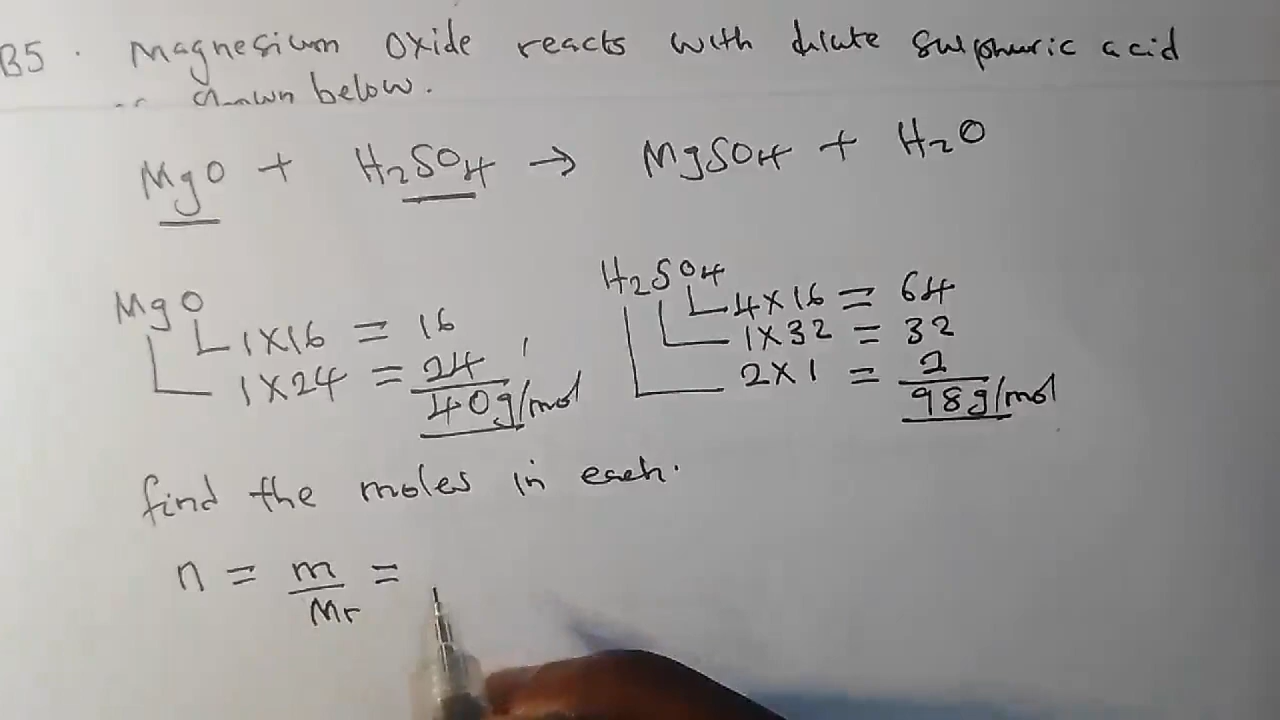 B5. Magnesium Oxide reacts with dilute sulphuric acid
shown below.
MgO + H2SO4 → MgSO4 + H2O
MgO
1X16 = 16
1X24 = 24
40g/mol
H2SO4
4X16 = 64
1X32 = 32
2X1 = 2
98g/mol
find the moles in each.
n = m/Mr =